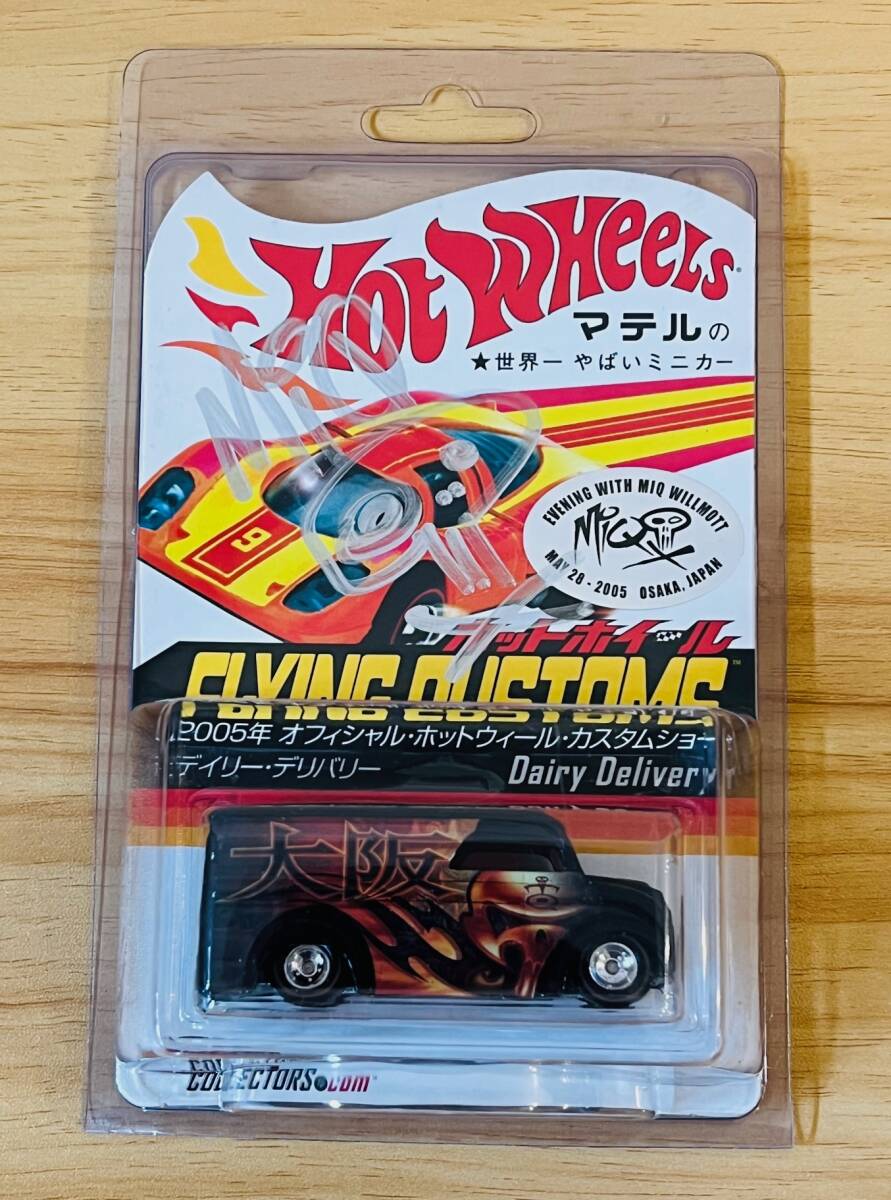 Hot Wheels
マテルの
★世界一 やばいミニカー
9
MiQ
EVENING WITH MIQ WILLMOTT
MiQ
MAY 28 - 2005 OSAKA, JAPAN
ホットホイール
FLYING CUSTOMS™
2005年 オフィシャル・ホットウィール・カスタムショー
デイリー・デリバリー
Dairy Delivery
大阪
COLLECTORS.COM